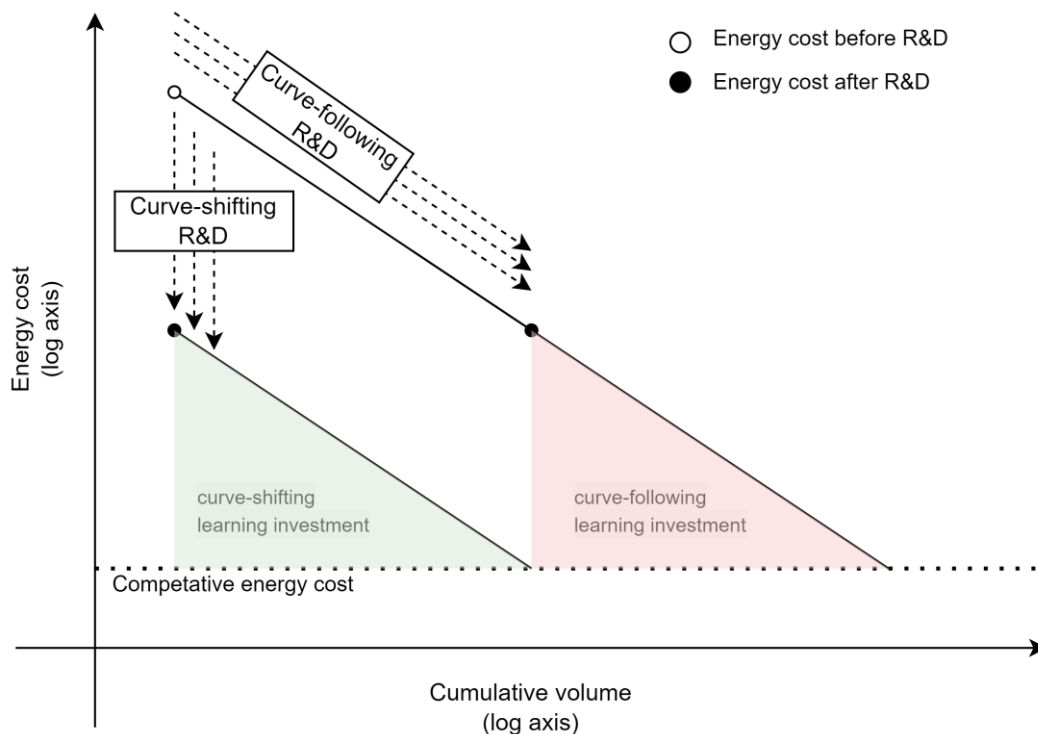 Energy cost before R&D
Energy cost after R&D
Curve-following
R&D
Curve-shifting
R&D
Energy cost
(log axis)
curve-shifting
learning investment
curve-following
learning investment
Competative energy cost
Cumulative volume
(log axis)